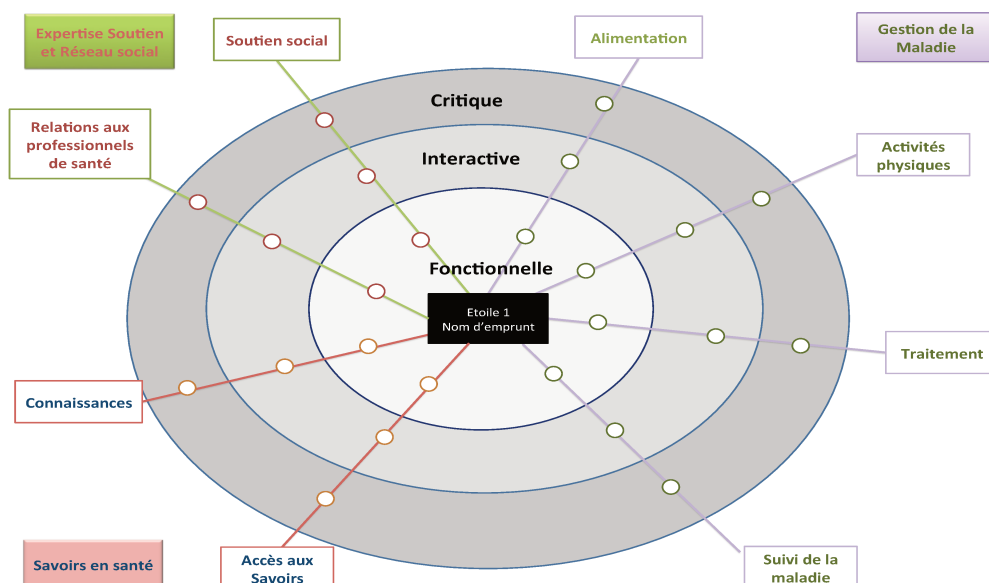 Expertise Soutien
et Réseau social
Soutien social
Alimentation
Gestion de la
Maladie
Critique
Relations aux
professionnels
de santé
Interactive
Activités
physiques
Fonctionnelle
Etoile 1
Nom d'emprunt
Traitement
Connaissances
Savoirs en santé
Accès aux
Savoirs
Suivi de la
maladie